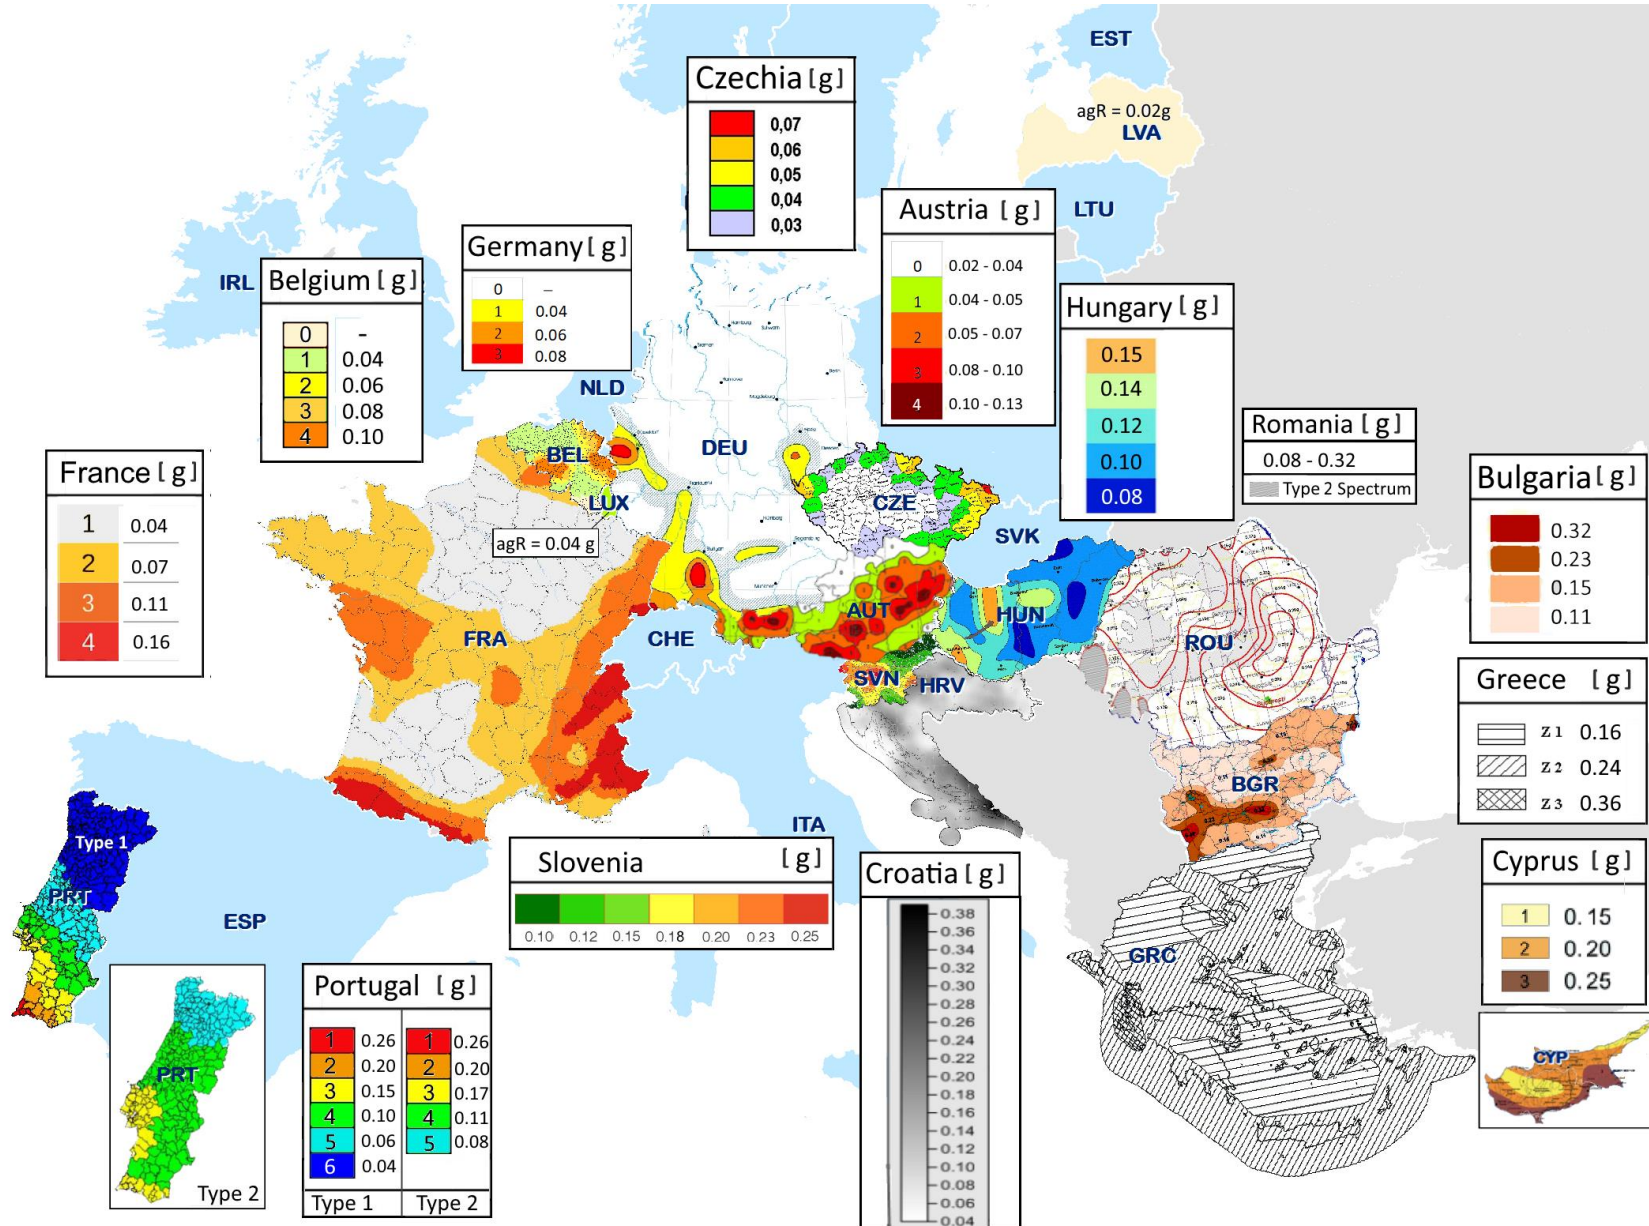 EST
agR = 0.02g
LVA
LTU
IRL
NLD
DEU
BEL
LUX
agR = 0.04 g
CZE
SVK
FRA
CHE
AUT
HUN
ROU
SVN
HRV
BGR
ITA
ESP
GRC
CYP
Type 1
PRT
PRT
Type 2
Czechia [ g ]
0,07
0,06
0,05
0,04
0,03
Austria [ g ]
0 0.02 - 0.04
1 0.04 - 0.05
2 0.05 - 0.07
3 0.08 - 0.10
4 0.10 - 0.13
Germany [ g ]
0 –
1 0.04
2 0.06
3 0.08
Belgium [ g ]
0 -
1 0.04
2 0.06
3 0.08
4 0.10
Hungary [ g ]
0.15
0.14
0.12
0.10
0.08
Romania [ g ]
0.08 - 0.32
Type 2 Spectrum
France [ g ]
1 0.04
2 0.07
3 0.11
4 0.16
Bulgaria [ g ]
0.32
0.23
0.15
0.11
Greece [ g ]
Z 1 0.16
Z 2 0.24
Z 3 0.36
Cyprus [ g ]
1 0.15
2 0.20
3 0.25
Slovenia [ g ]
0.10 0.12 0.15 0.18 0.20 0.23 0.25
Croatia [ g ]
0.38
0.36
0.34
0.32
0.30
0.28
0.26
0.24
0.22
0.20
0.18
0.16
0.14
0.12
0.10
0.08
0.06
0.04
Portugal [ g ]
1 0.26 1 0.26
2 0.20 2 0.20
3 0.15 3 0.17
4 0.10 4 0.11
5 0.06 5 0.08
6 0.04
Type 1 Type 2